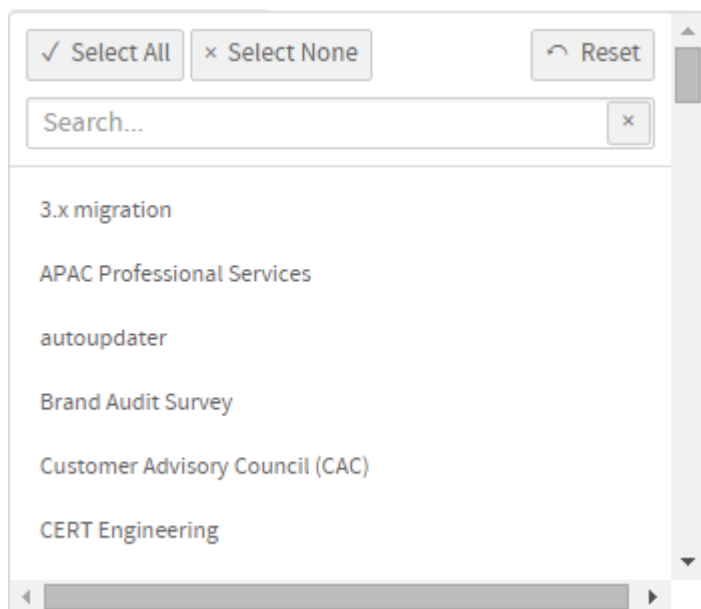 ✓ Select All × Select None Reset
Search... ×
3.x migration
APAC Professional Services
autoupdater
Brand Audit Survey
Customer Advisory Council (CAC)
CERT Engineering